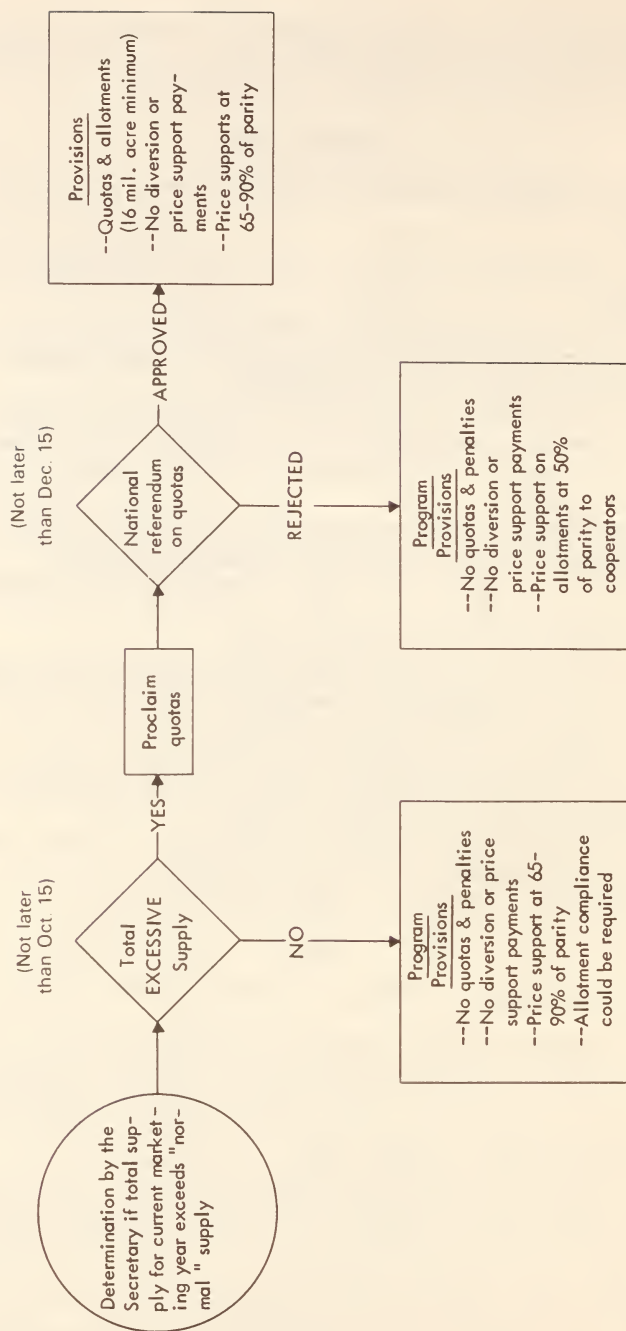 Determination by the
Secretary if total sup-
ply for current market-
ing year exceeds "nor-
mal" supply
(Not later
than Oct. 15)
Total
EXCESSIVE
Supply
YES
NO
Program
Provisions
--No quotas & penalties
--No diversion or price
support payments
--Price support at 65-
90% of parity
--Allotment compliance
could be required
Proclaim
quotas
(Not later
than Dec. 15)
National
referendum
on quotas
REJECTED
Program
Provisions
--No quotas & penalties
--No diversion or
price support payments
--Price support on
allotments at 50%
of parity to
cooperators
APPROVED
Provisions
--Quotas & allotments
(16 mil. acre minimum)
--No diversion or
price support pay-
ments
--Price supports at
65-90% of parity